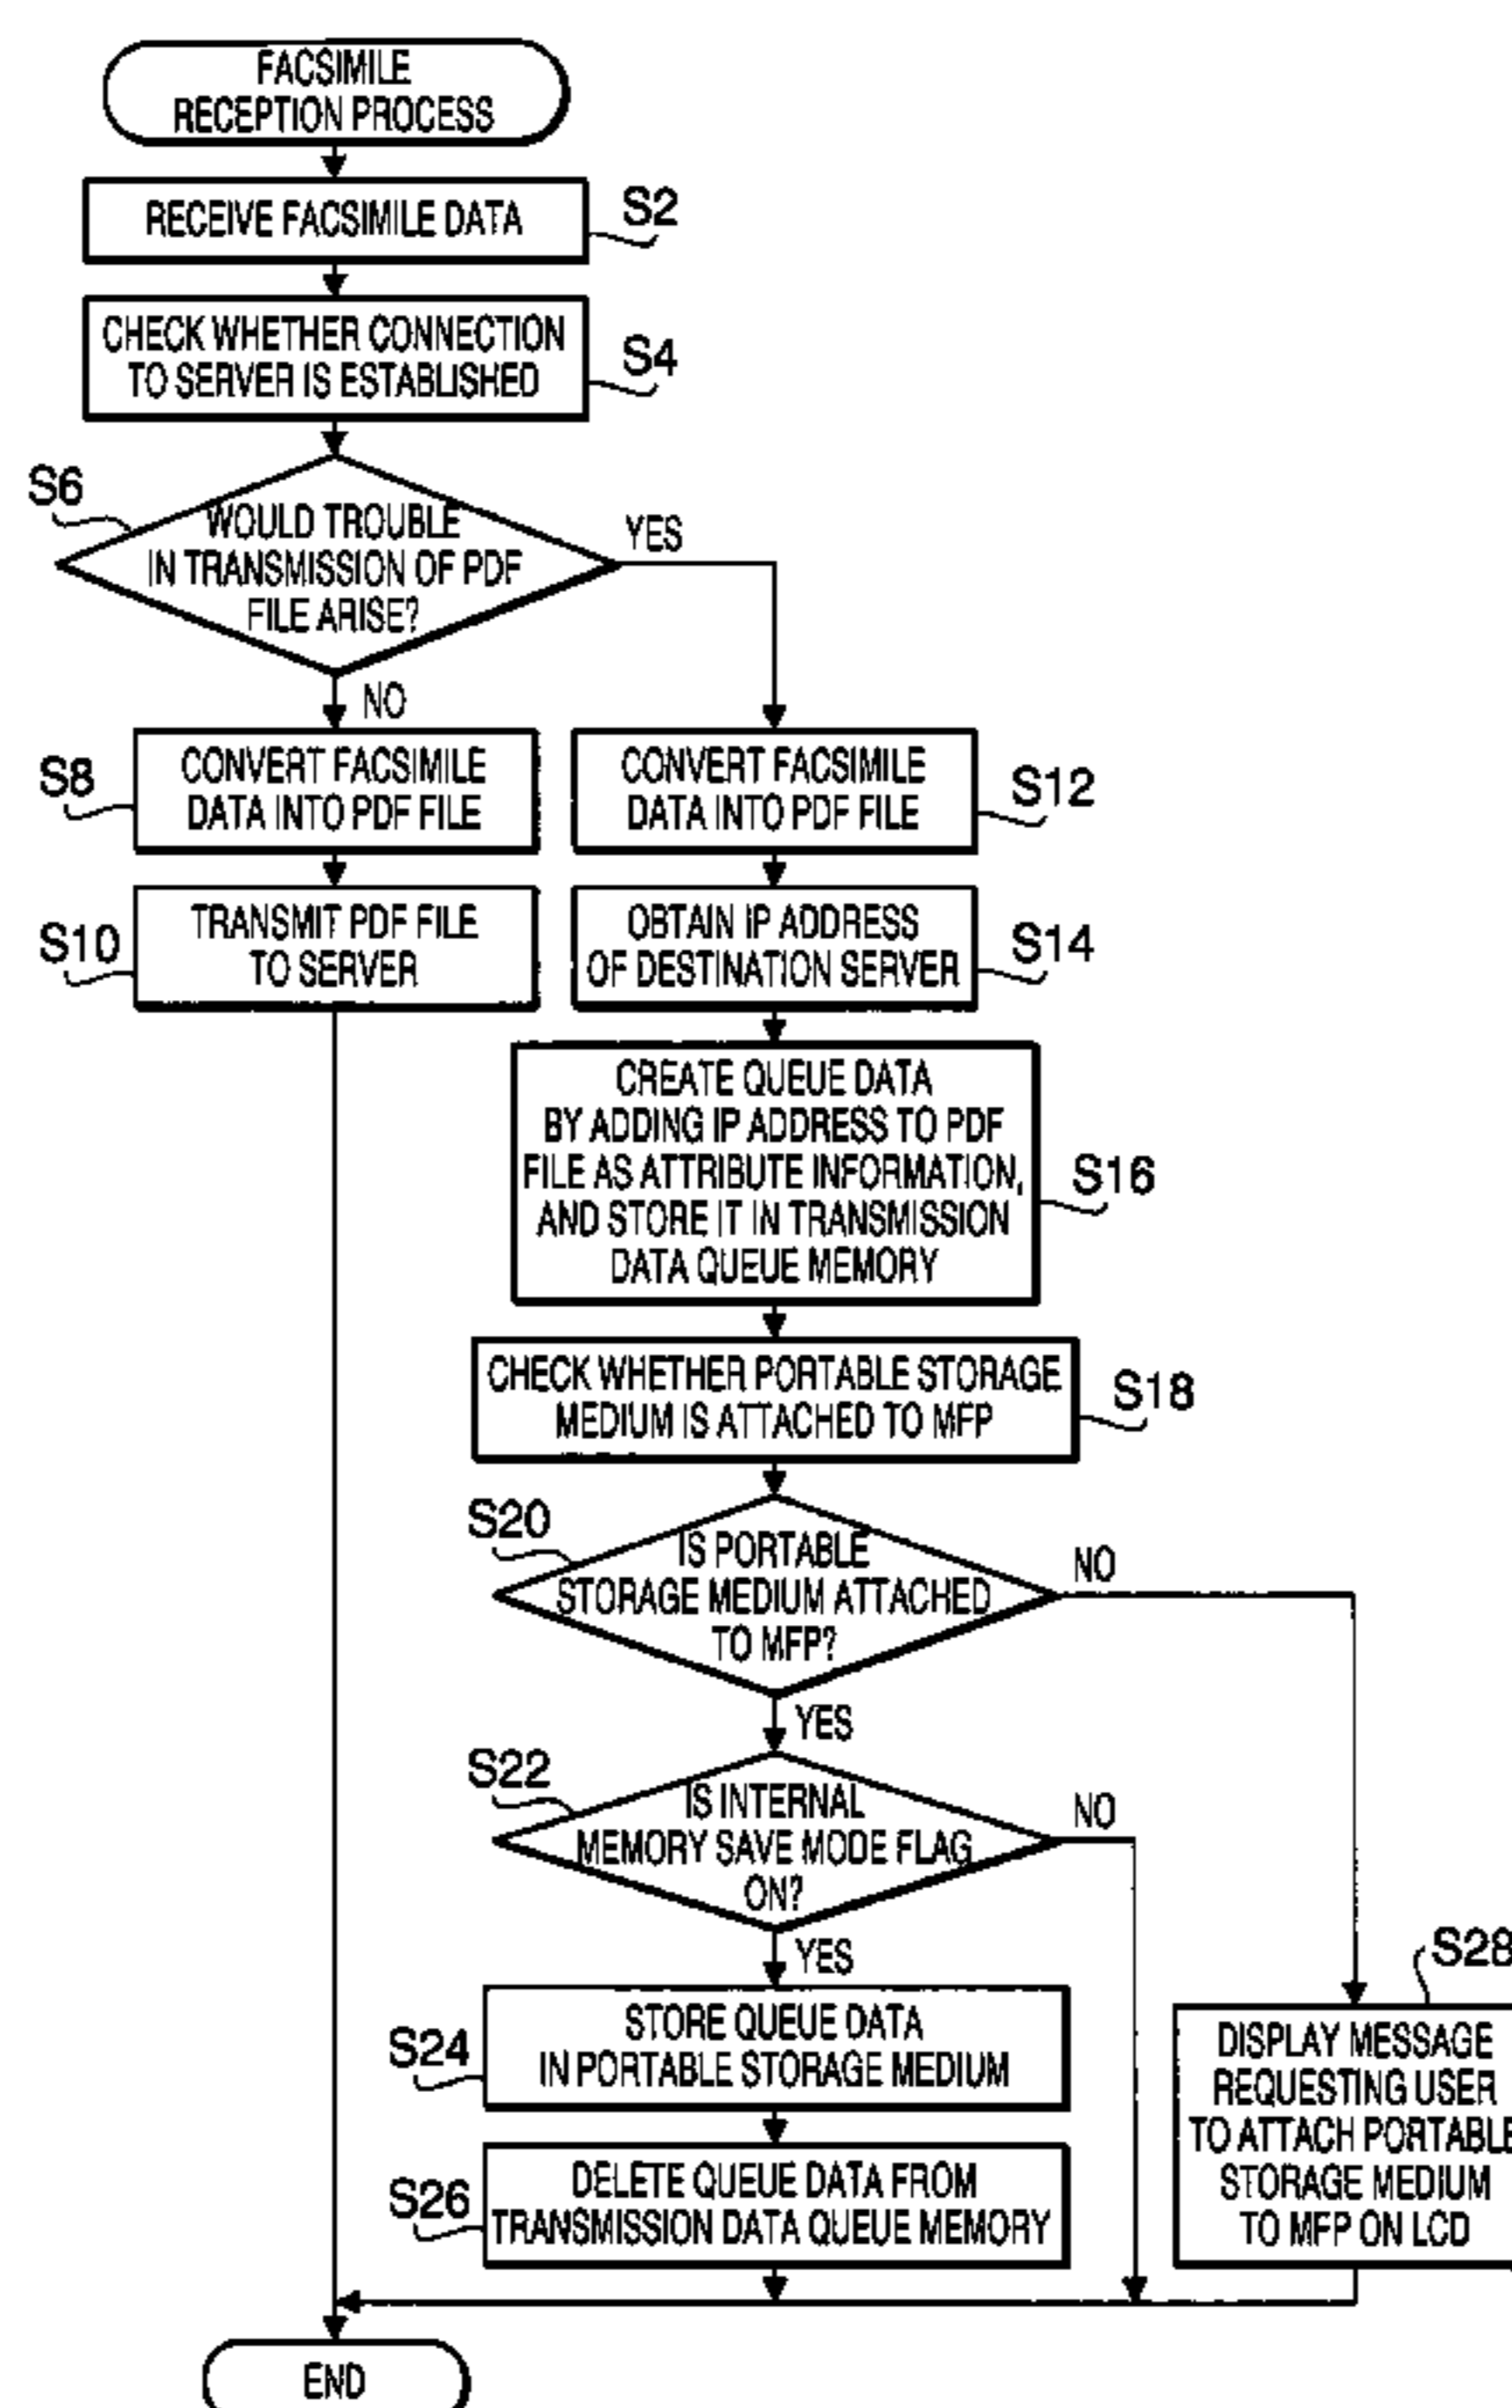 FACSIMILE
RECEPTION PROCESS
RECEIVE FACSIMILE DATA
S2
CHECK WHETHER CONNECTION
TO SERVER IS ESTABLISHED
S4
S6
WOULD TROUBLE
IN TRANSMISSION OF PDF
FILE ARISE?
YES
NO
S8
CONVERT FACSIMILE
DATA INTO PDF FILE
CONVERT FACSIMILE
DATA INTO PDF FILE
S12
S10
TRANSMIT PDF FILE
TO SERVER
OBTAIN IP ADDRESS
OF DESTINATION SERVER
S14
CREATE QUEUE DATA
BY ADDING IP ADDRESS TO PDF
FILE AS ATTRIBUTE INFORMATION,
AND STORE IT IN TRANSMISSION
DATA QUEUE MEMORY
S16
CHECK WHETHER PORTABLE STORAGE
MEDIUM IS ATTACHED TO MFP
S18
S20
IS PORTABLE
STORAGE MEDIUM ATTACHED
TO MFP?
NO
YES
S22
IS INTERNAL
MEMORY SAVE MODE FLAG
ON?
NO
YES
S24
STORE QUEUE DATA
IN PORTABLE STORAGE MEDIUM
S26
DELETE QUEUE DATA FROM
TRANSMISSION DATA QUEUE MEMORY
S28
DISPLAY MESSAGE
REQUESTING USER
TO ATTACH PORTABLE
STORAGE MEDIUM
TO MFP ON LCD
END